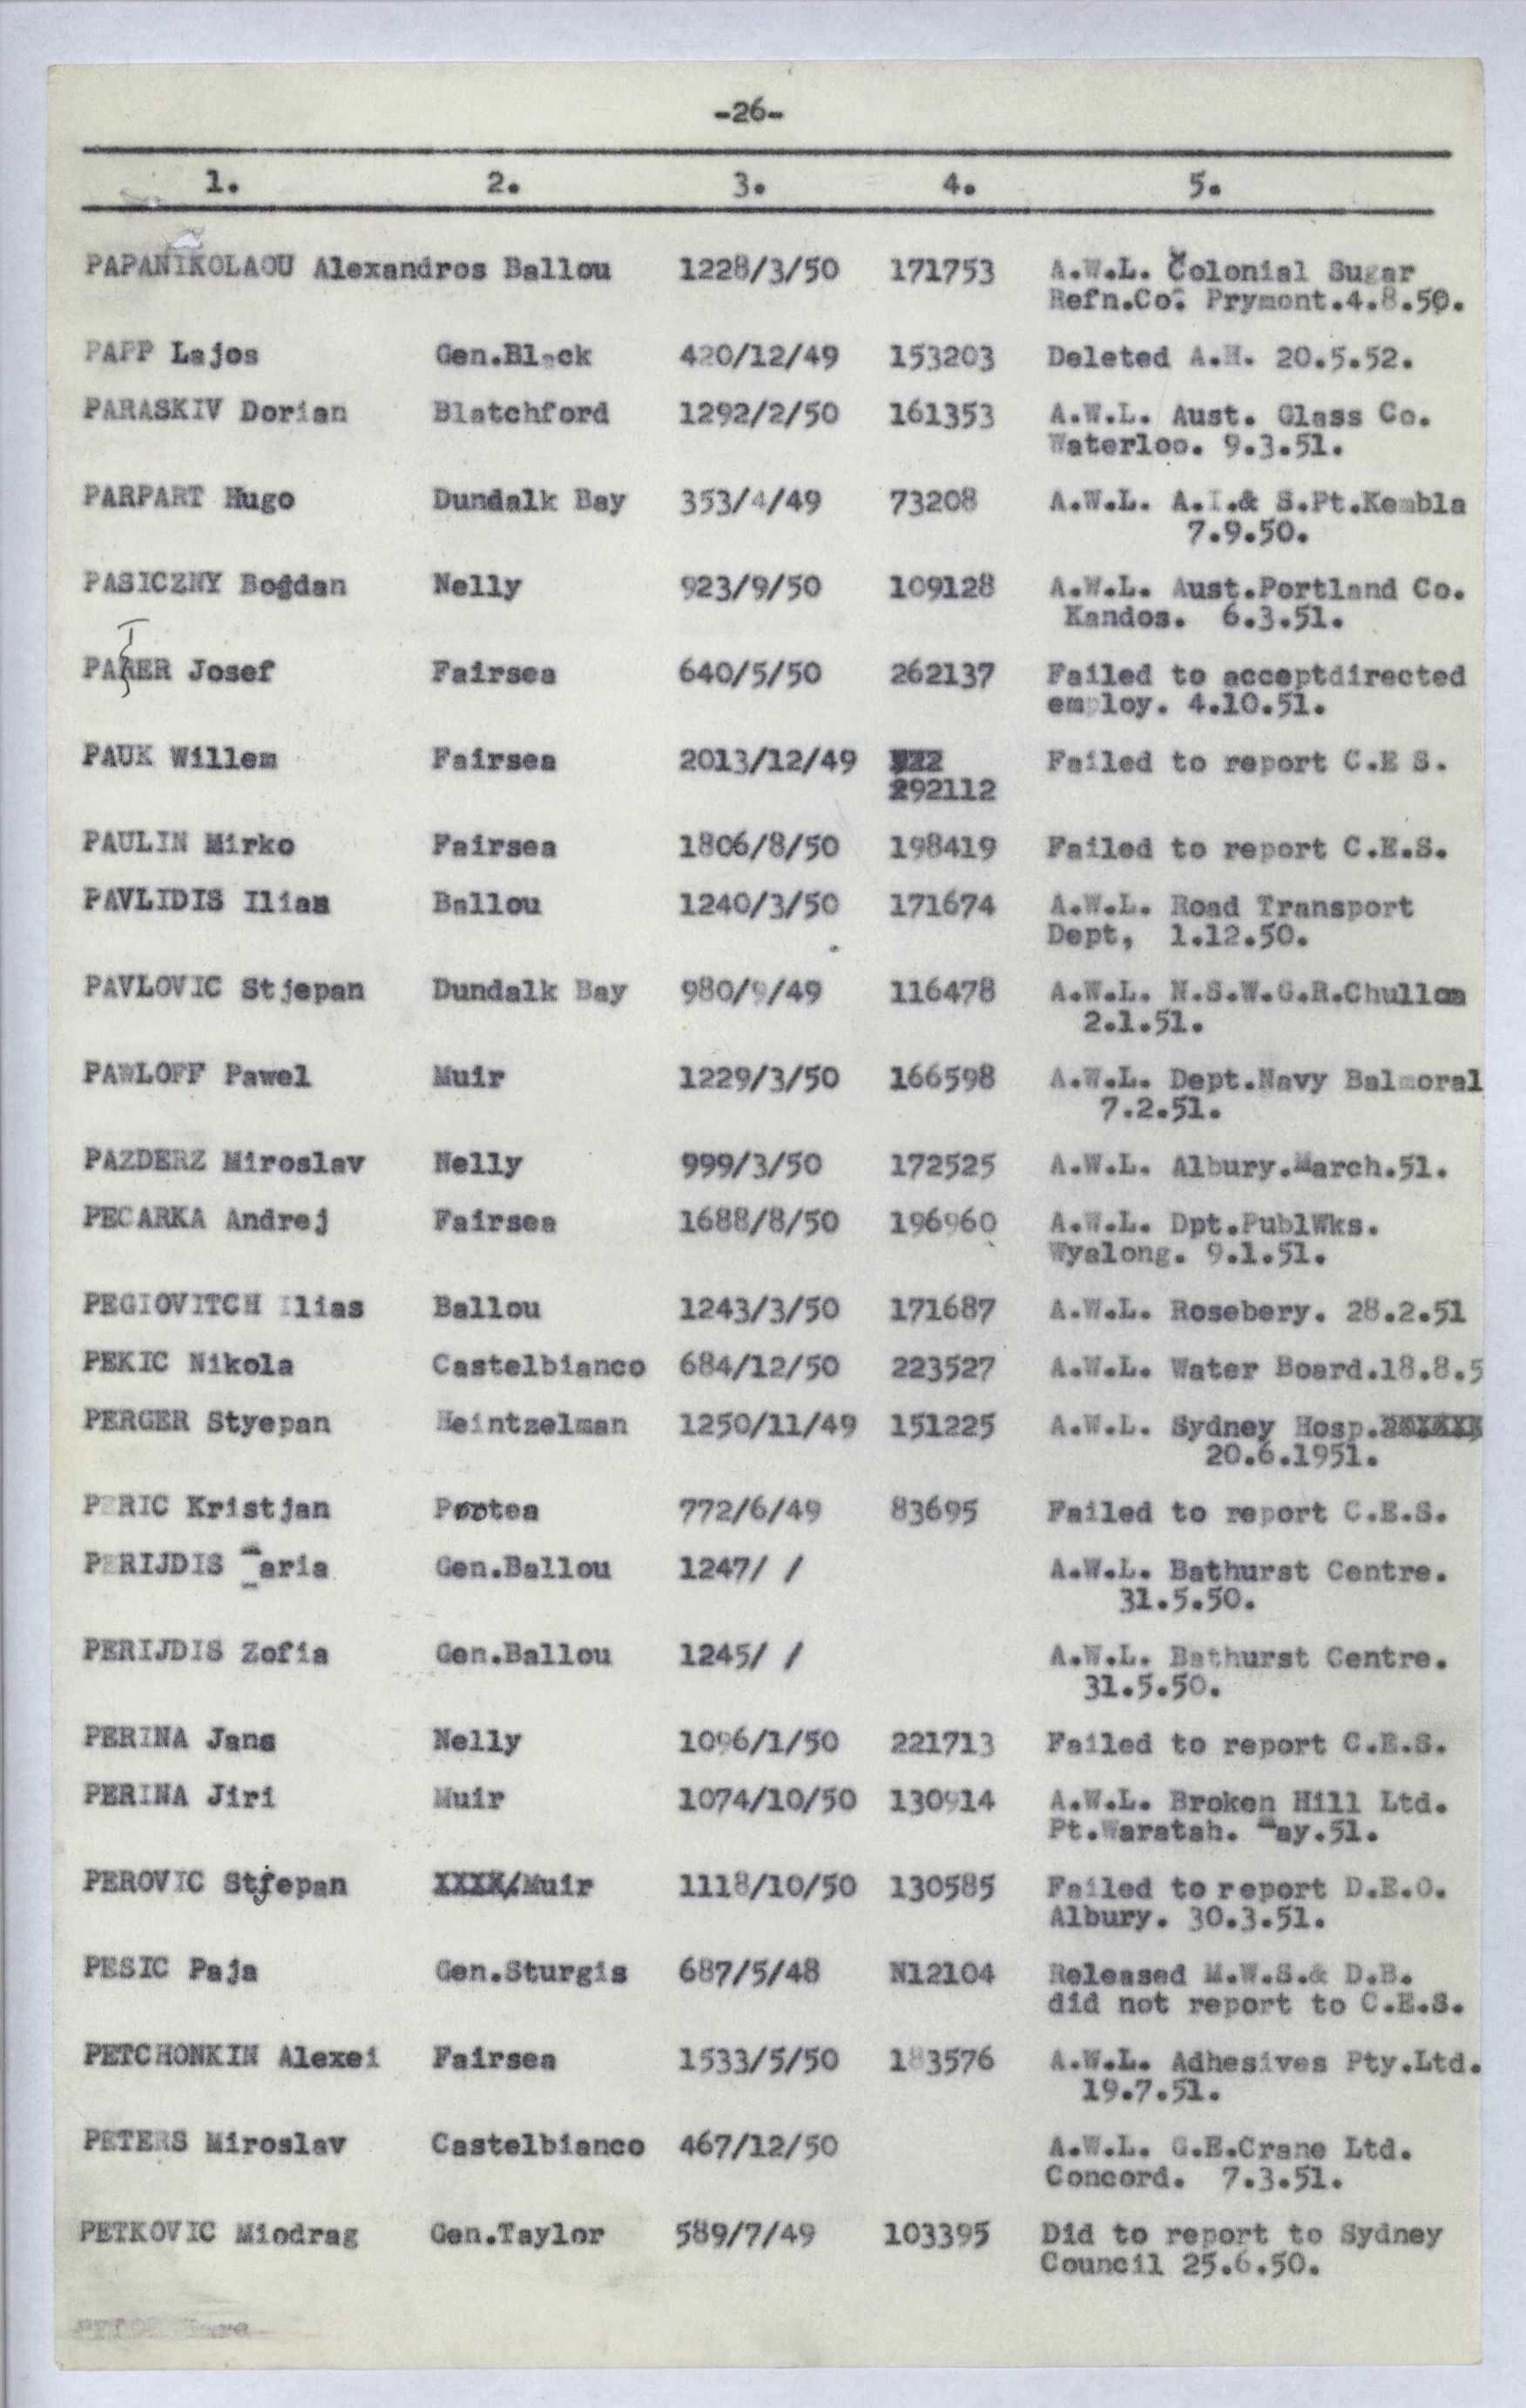 -26-
1. 2. 3. 4. 5.
PAPANIKOLAOU Alexandros Ballou 1228/3/50 171753 A.W.L. Colonial Sugar
Refn.Co. Prymont.4.8.50.
PAPP Lajos Gen.Black 420/12/49 153203 Deleted A.H. 20.5.52.
PARASKIV Dorian Blatchford 1292/2/50 161353 A.W.L. Aust. Glass Co.
Waterloo. 9.3.51.
PARPART Hugo Dundalk Bay 353/4/49 73208 A.W.L. A.I.& S.Pt.Kembla
7.9.50.
PASICZNY Bogdan Nelly 923/9/50 109128 A.W.L. Aust.Portland Co.
Kandos. 6.3.51.
I
PARER Josef Fairsea 640/5/50 262137 Failed to acceptdirected
employ. 4.10.51.
PAUK Willem Fairsea 2013/12/49 Failed to report C.E S.
292112
PAULIN Mirko Fairsea 1806/8/50 198419 Failed to report C.E.S.
PAVLIDIS Ilias Ballou 1240/3/50 171674 A.W.L. Road Transport
Dept, 1.12.50.
PAVLOVIC Stjepan Dundalk Bay 980/9/49 116478 A.W.L. N.S.W.G.R.Chulloa
2.1.51.
PAWLOFF Pawel Muir 1229/3/50 166598 A.W.L. Dept.Navy Balmoral
7.2.51.
PAZDERZ Miroslav Nelly 999/3/50 172525 A.W.L. Albury.March.51.
PECARKA Andrej Fairsea 1688/8/50 196960 A.W.L. Dpt.PublWks.
Wyalong. 9.1.51.
PEGIOVITCH Ilias Ballou 1243/3/50 171687 A.W.L. Rosebery. 28.2.51
PEKIC Nikola Castelbianco 684/12/50 223527 A.W.L. Water Board.18.8.5
PERGER Styepan Heintzelman 1250/11/49 151225 A.W.L. Sydney Hosp.
20.6.1951.
PERIC Kristjan Protea 772/6/49 83695 Failed to report C.E.S.
PERIJDIS Maria Gen.Ballou 1247/ / A.W.L. Bathurst Centre.
31.5.50.
PERIJDIS Zofia Gen.Ballou 1245/ / A.W.L. Bathurst Centre.
31.5.50.
PERINA Jana Nelly 1096/1/50 221713 Failed to report C.E.S.
PERINA Jiri Muir 1074/10/50 130914 A.W.L. Broken Hill Ltd.
Pt.Waratah. May.51.
PEROVIC Stjepan XXXX/Muir 1118/10/50 130585 Failed to report D.E.O.
Albury. 30.3.51.
PESIC Paja Gen.Sturgis 687/5/48 N12104 Released M.W.S.& D.B.
did not report to C.E.S.
PETCHONKIN Alexei Fairsea 1533/5/50 183576 A.W.L. Adhesives Pty.Ltd.
19.7.51.
PETERS Miroslav Castelbianco 467/12/50 A.W.L. G.E.Crane Ltd.
Concord. 7.3.51.
PETKOVIC Miodrag Gen.Taylor 589/7/49 103395 Did to report to Sydney
Council 25.6.50.